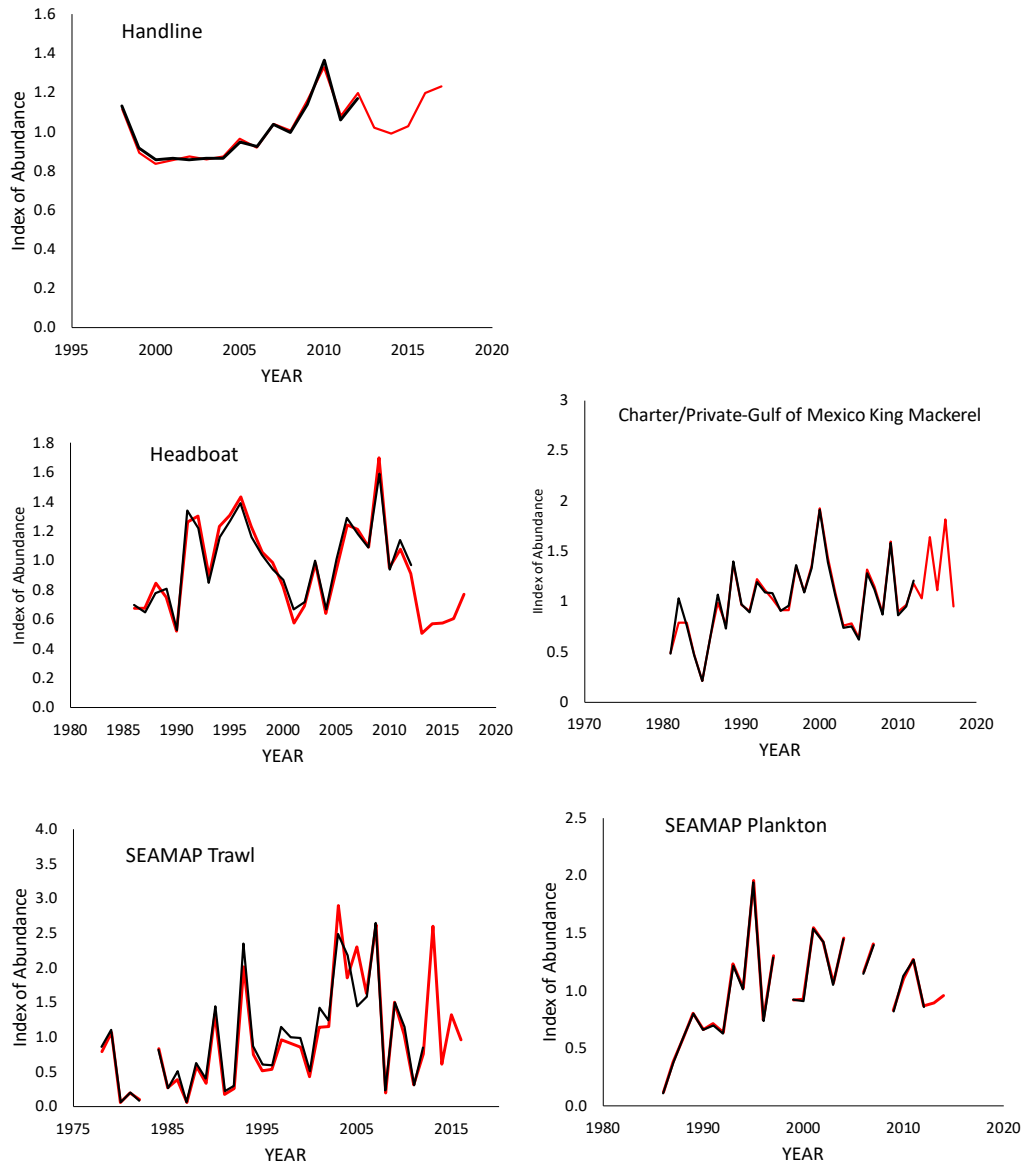 Handline
Index of Abundance
1.6
1.4
1.2
1.0
0.8
0.6
0.4
0.2
0.0
1995 2000 2005 2010 2015 2020
YEAR
Headboat
Index of Abundance
1.8
1.6
1.4
1.2
1.0
0.8
0.6
0.4
0.2
0.0
1980 1985 1990 1995 2000 2005 2010 2015 2020
YEAR
Charter/Private-Gulf of Mexico King Mackerel
IIndex of Abundance
3
2.5
2
1.5
1
0.5
0
1970 1980 1990 2000 2010 2020
YEAR
SEAMAP Trawl
Index of Abundance
4.0
3.5
3.0
2.5
2.0
1.5
1.0
0.5
0.0
1975 1985 1995 2005 2015
YEAR
SEAMAP Plankton
Index of Abundance
2.5
2.0
1.5
1.0
0.5
0.0
1980 1990 2000 2010 2020
YEAR